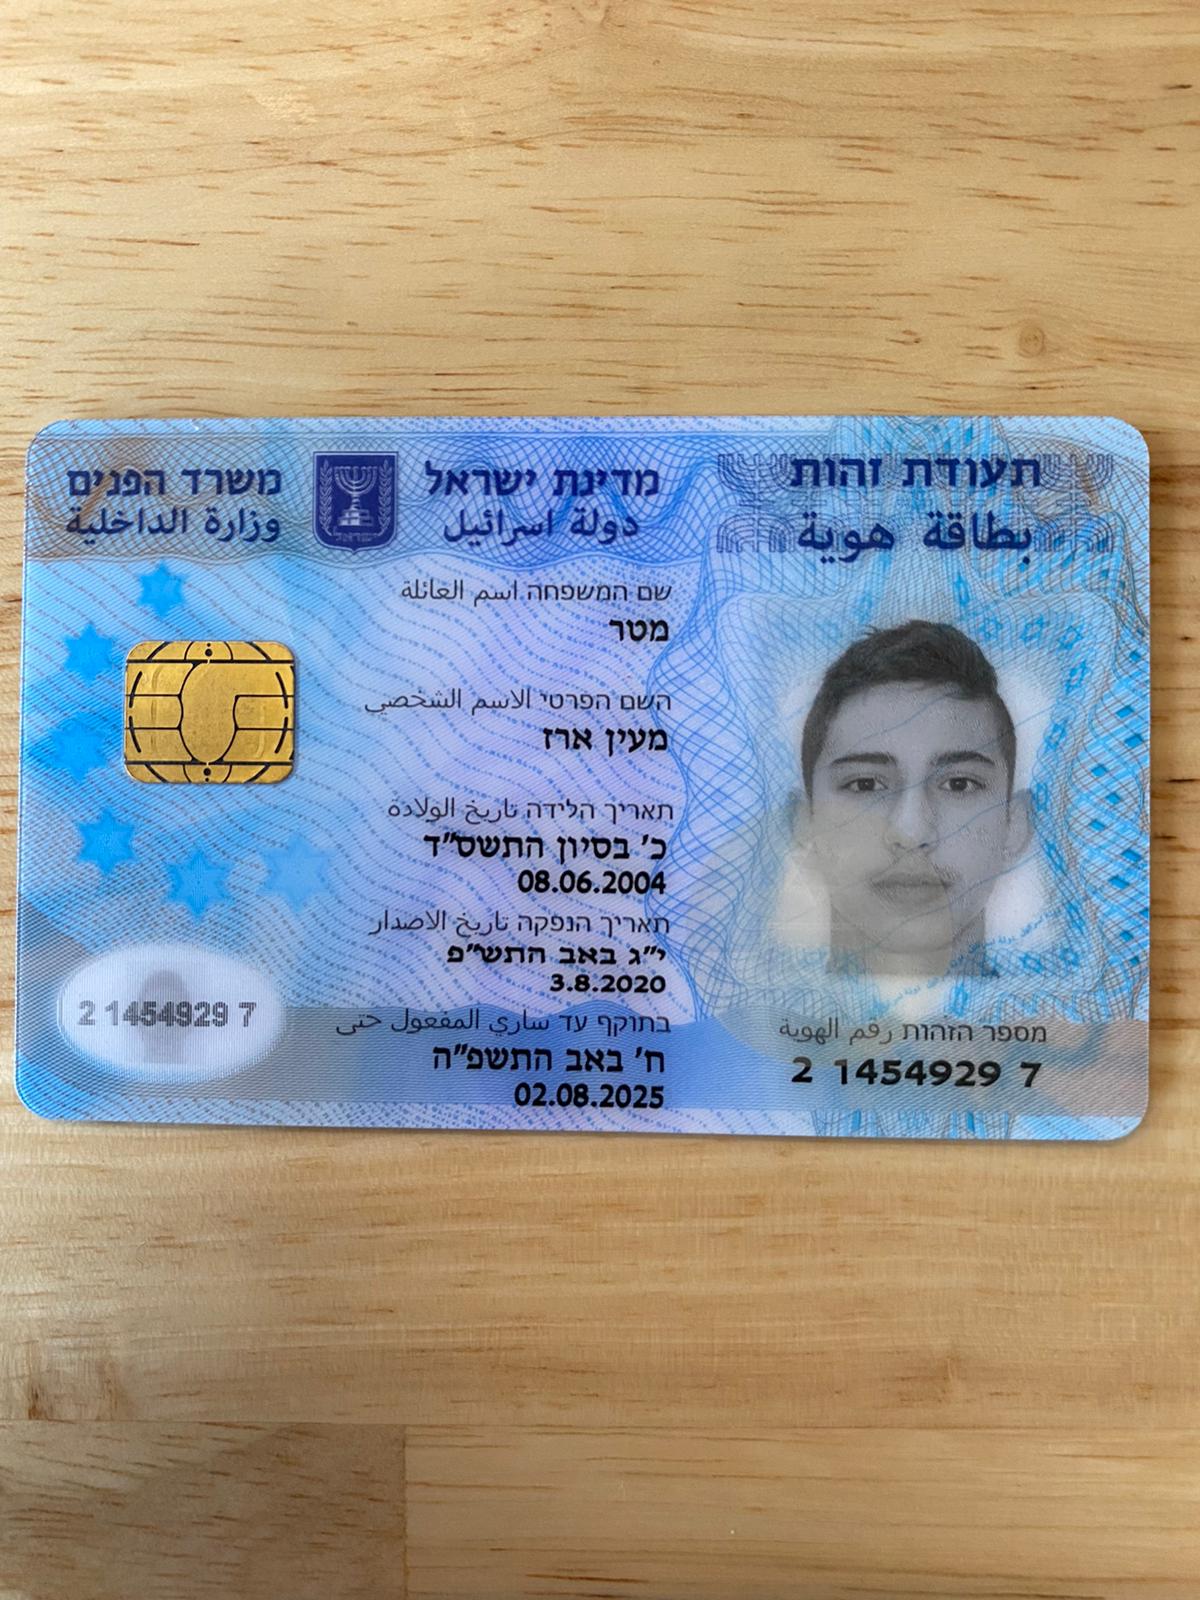 תעודת זהות
بطاقة هوية
מדינת ישראל
دولة اسرائيل
משרד הפנים
وزارة الداخلية
שם המשפחה اسم العائلة
מטר
השם הפרטי الاسم الشخصي
מעין ארז
תאריך הלידה تاريخ الولادة
כ' בסיון התשס"ד
08.06.2004
תאריך הנפקה تاريخ الاصدار
י"ג באב התש"פ
3.8.2020
בתוקף עד ساري المفعول حتى
ח' באב התשפ"ה
02.08.2025
מספר הזהות رقم الهوية
2 1454929 7
2 1454929 7